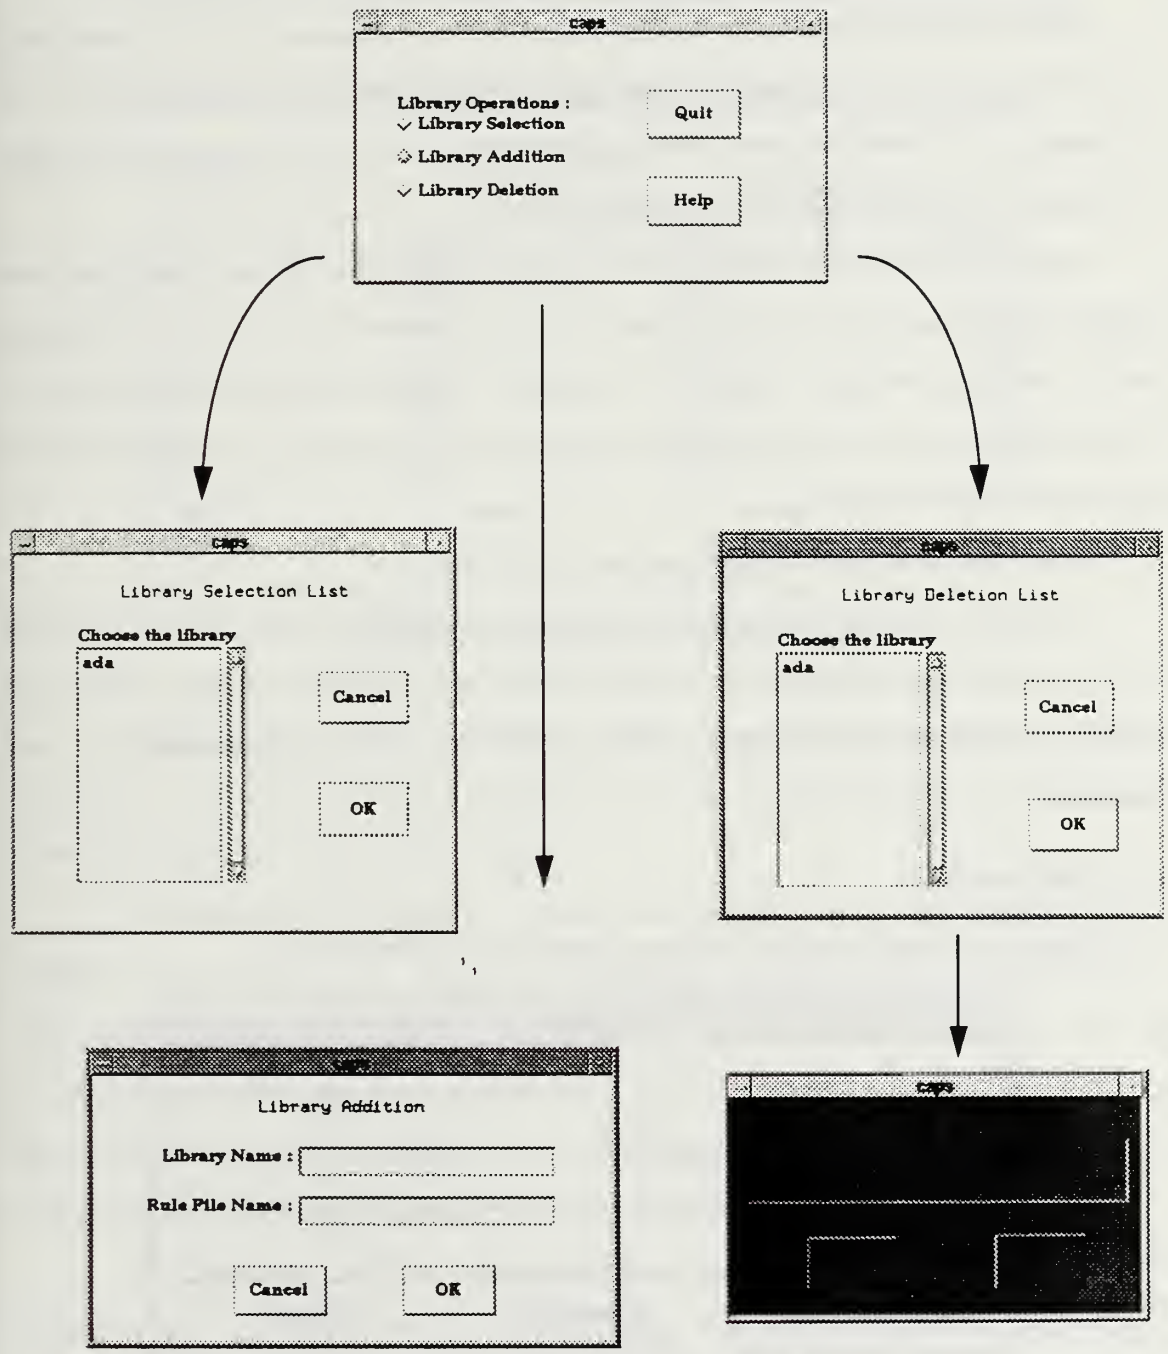 caps
Library Operations :
Library Selection
Library Addition
Library Deletion
Quit
Help
caps
Library Selection List
Choose the library
ada
Cancel
OK
caps
Library Deletion List
Choose the library
ada
Cancel
OK
caps
Library Addition
Library Name :
Rule File Name :
Cancel
OK
caps